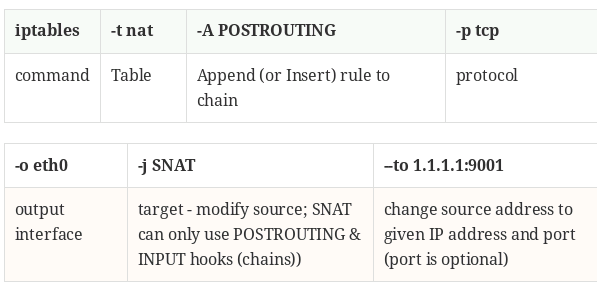 iptables -t nat -A POSTROUTING -p tcp
command Table Append (or Insert) rule to protocol
chain
-o eth0 -j SNAT --to 1.1.1.1:9001
output target - modify source; SNAT change source address to
interface can only use POSTROUTING & given IP address and port
INPUT hooks (chains)) (port is optional)